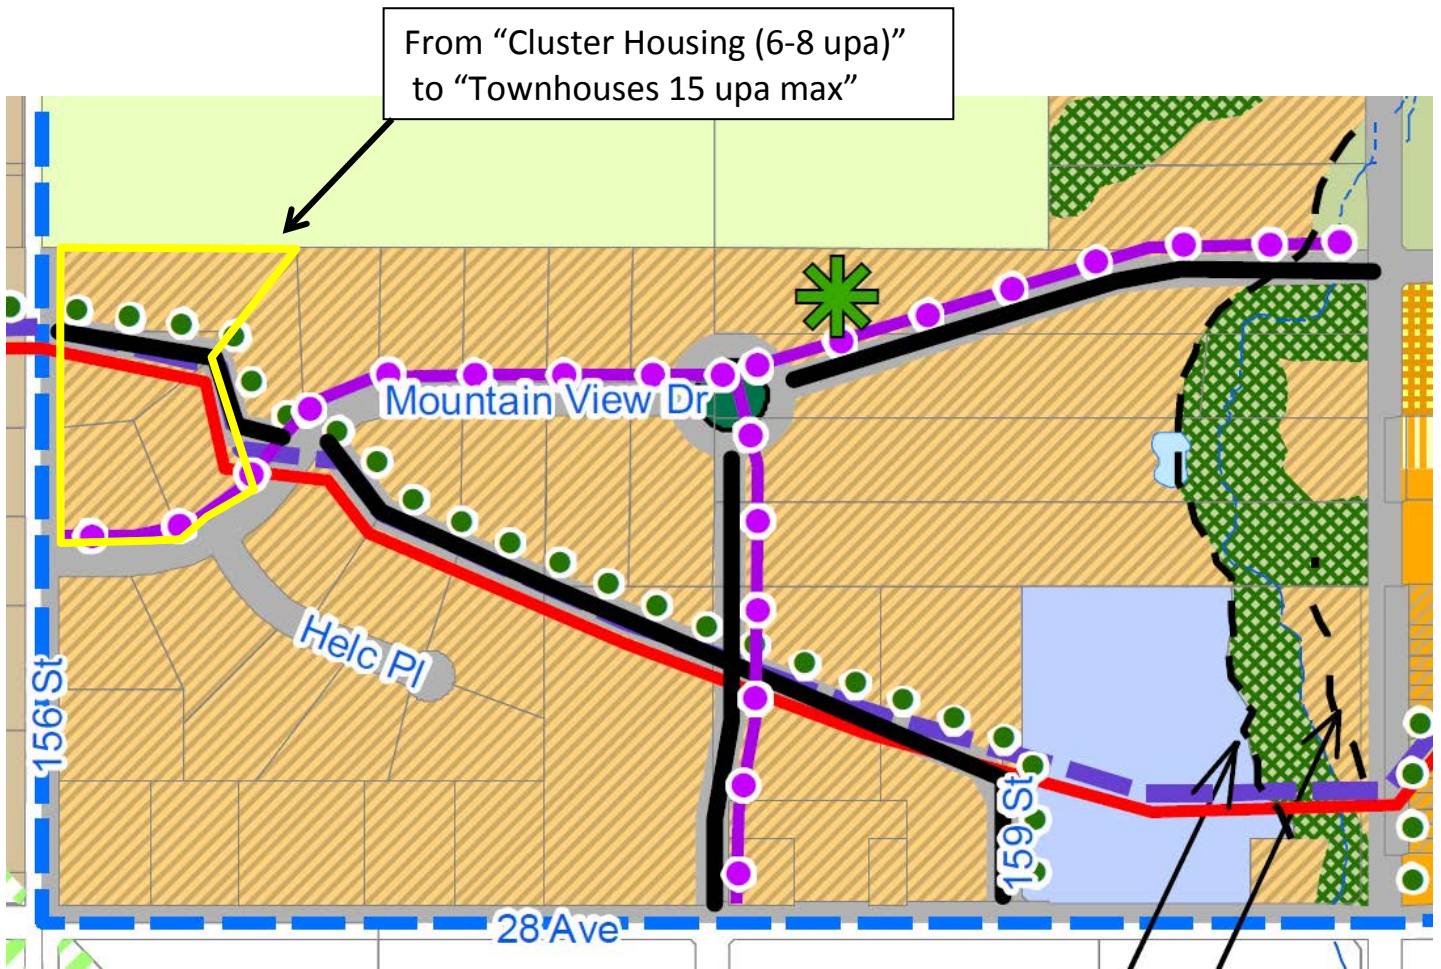 From “Cluster Housing (6-8 upa)”
to “Townhouses 15 upa max”
Mountain View Dr
Helc Pl
156 St
159 St
28 Ave